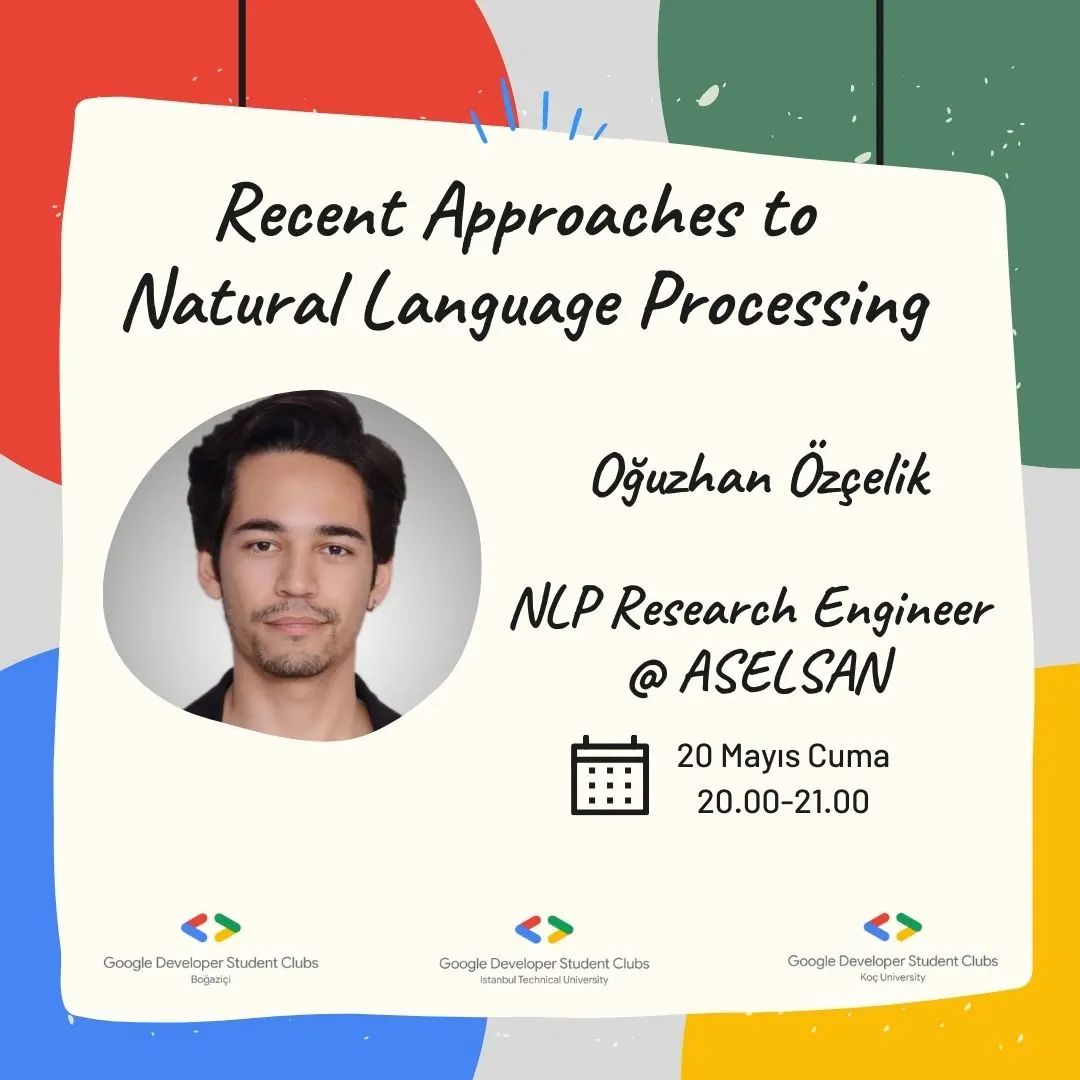 Recent Approaches to
Natural Language Processing
Oğuzhan Özçelik
NLP Research Engineer
@ ASELSAN
20 Mayıs Cuma
20.00-21.00
Google Developer Student Clubs
Boğaziçi
Google Developer Student Clubs
Istanbul Technical University
Google Developer Student Clubs
Koç University